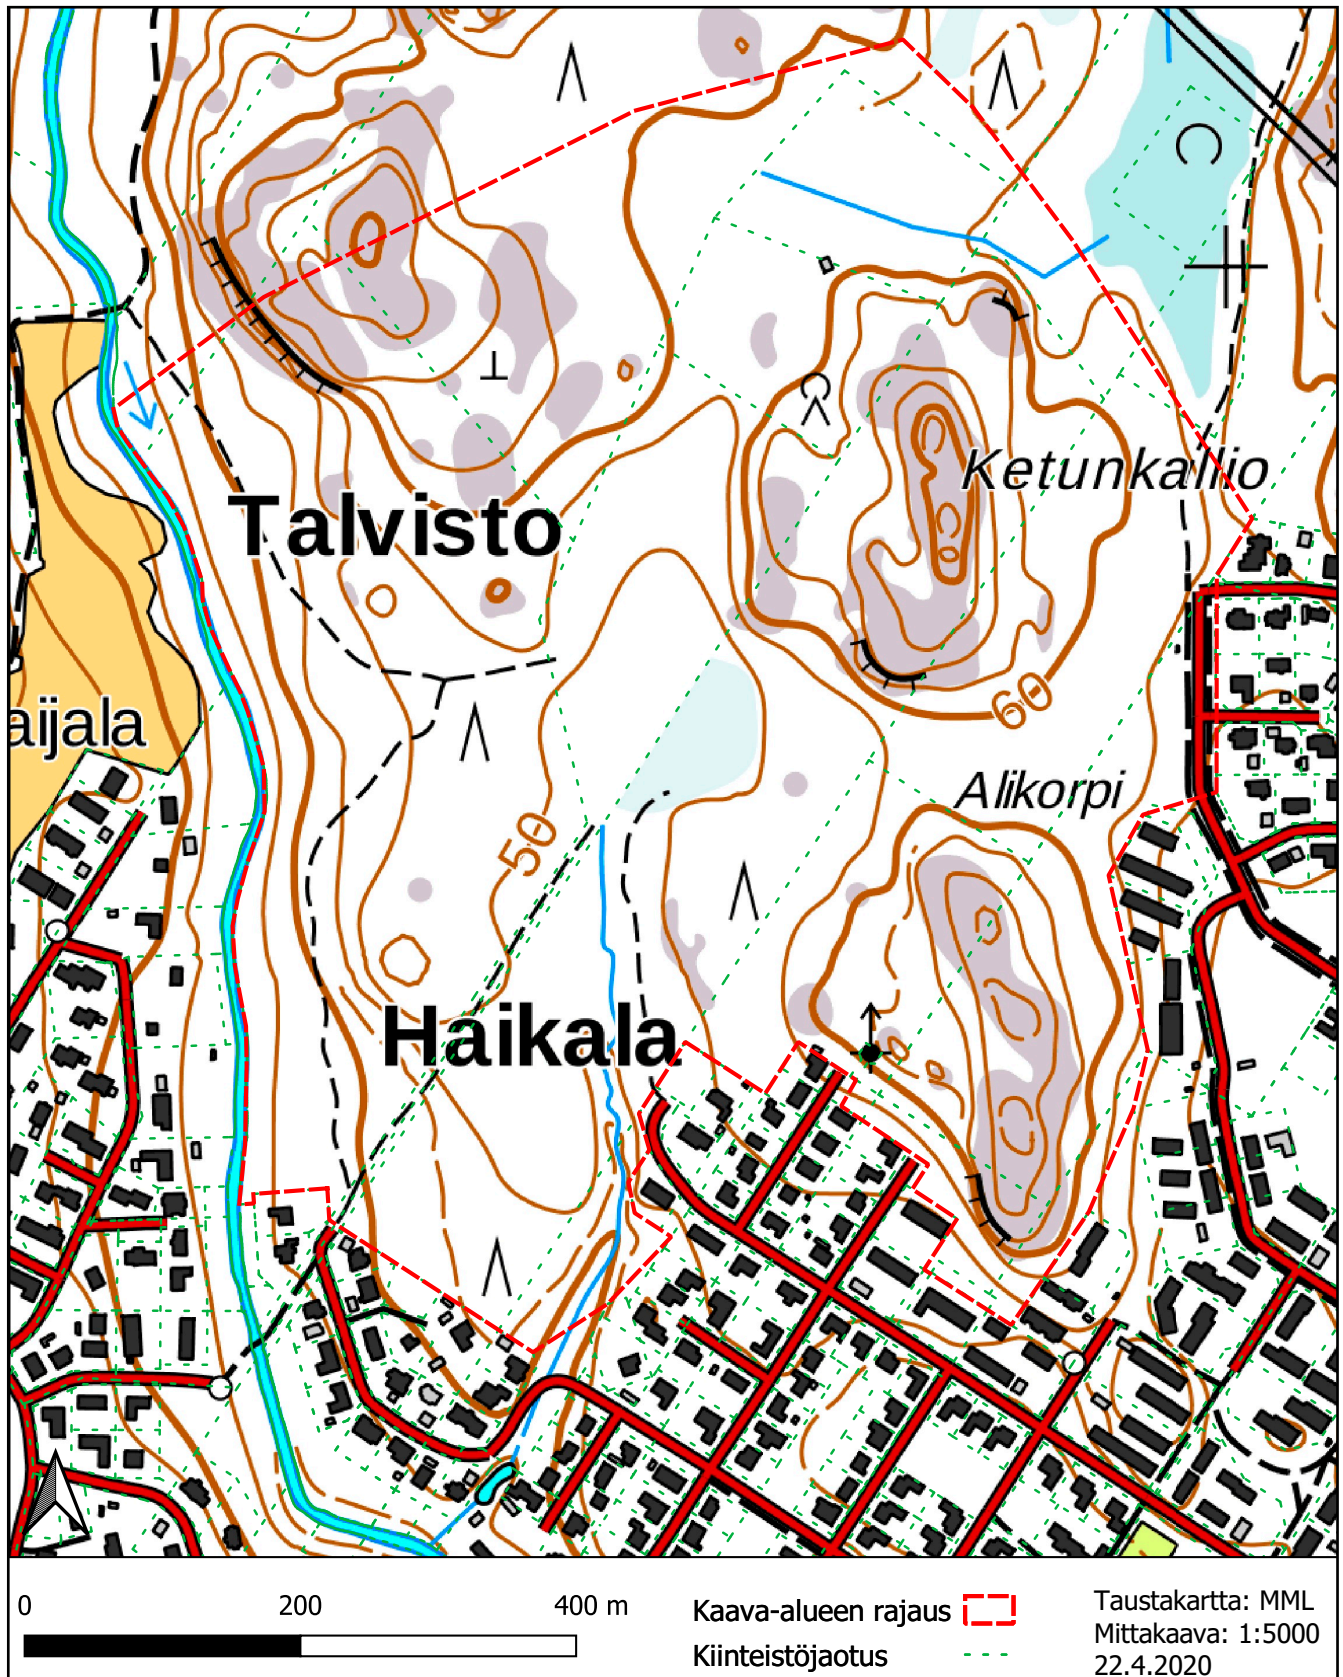 Ketunkallio
Talvisto
60
aijala
Alikorpi
50
Haikala
0 200 400 m
Kaava-alueen rajaus
Kiinteistöjaotus
Taustakartta: MML
Mittakaava: 1:5000
22.4.2020